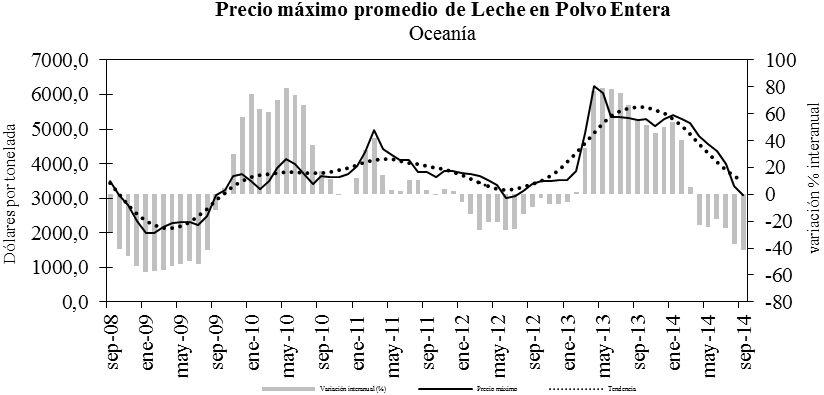 Precio máximo promedio de Leche en Polvo Entera
Oceanía
7000,0
6000,0
5000,0
4000,0
3000,0
2000,0
1000,0
0,0
Dólares por tonelada
100
80
60
40
20
0
-20
-40
-60
-80
variación % interanual
sep-08
ene-09
may-09
sep-09
ene-10
may-10
sep-10
ene-11
may-11
sep-11
ene-12
may-12
sep-12
ene-13
may-13
sep-13
ene-14
may-14
sep-14
Variación interanual (%) Precio máximo Tendencia